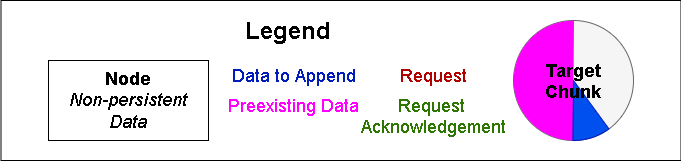 Legend
Node
Non-persistent
Data
Data to Append
Request
Preexisting Data
Request
Acknowledgement
Target
Chunk